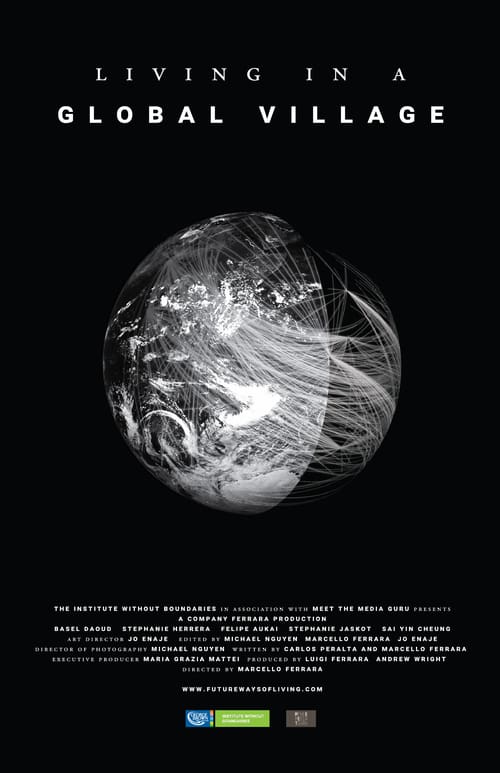 LIVING IN A
GLOBAL VILLAGE
THE INSTITUTE WITHOUT BOUNDARIES IN ASSOCIATION WITH MEET THE MEDIA GURU PRESENTS
A COMPANY FERRARA PRODUCTION
BASEL DAOUD STEPHANIE HERRERA FELIPE AUKAI STEPHANIE JASKOT SAI YIN CHEUNG
ART DIRECTOR JO ENAJE EDITED BY MICHAEL NGUYEN MARCELLO FERRARA JO ENAJE
DIRECTOR OF PHOTOGRAPHY MICHAEL NGUYEN WRITTEN BY CARLOS PERALTA AND MARCELLO FERRARA
EXECUTIVE PRODUCER MARIA GRAZIA MATTEI PRODUCED BY LUIGI FERRARA ANDREW WRIGHT
DIRECTED BY MARCELLO FERRARA
WWW.FUTUREWAYSOFLIVING.COM
INSTITUTE WITHOUT
BOUNDARIES